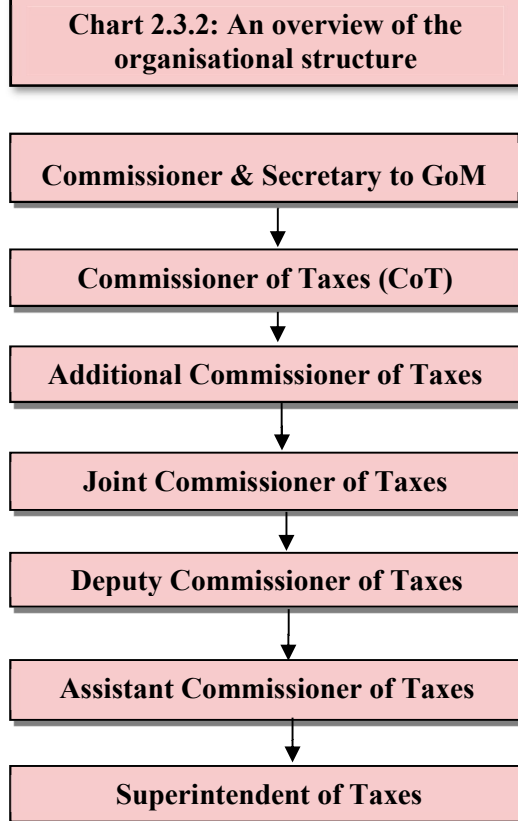 Chart 2.3.2: An overview of the
organisational structure
Commissioner & Secretary to GoM
Commissioner of Taxes (CoT)
Additional Commissioner of Taxes
Joint Commissioner of Taxes
Deputy Commissioner of Taxes
Assistant Commissioner of Taxes
Superintendent of Taxes